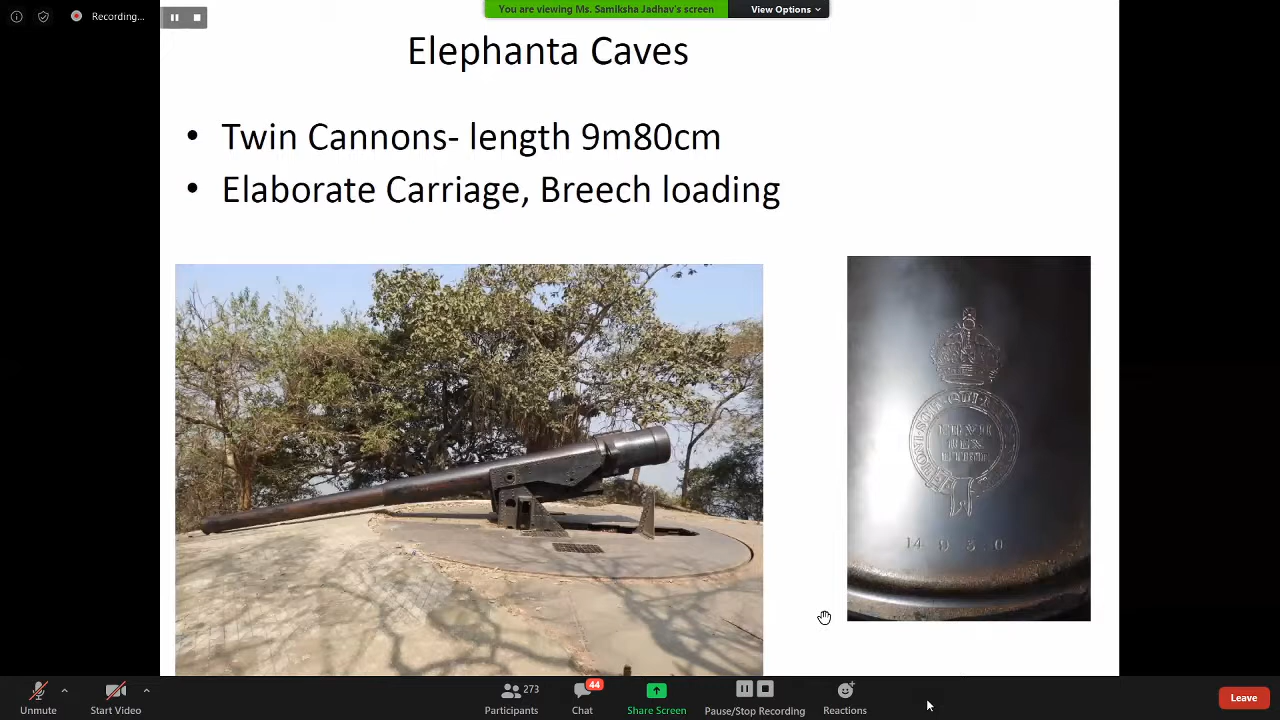 Recording...
You are viewing Ms. Samiksha Jadhav's screen
View Options
Elephanta Caves
• Twin Cannons- length 9m80cm
• Elaborate Carriage, Breech loading
Unmute
Start Video
273
Participants
44
Chat
Share Screen
Pause/Stop Recording
Reactions
Leave